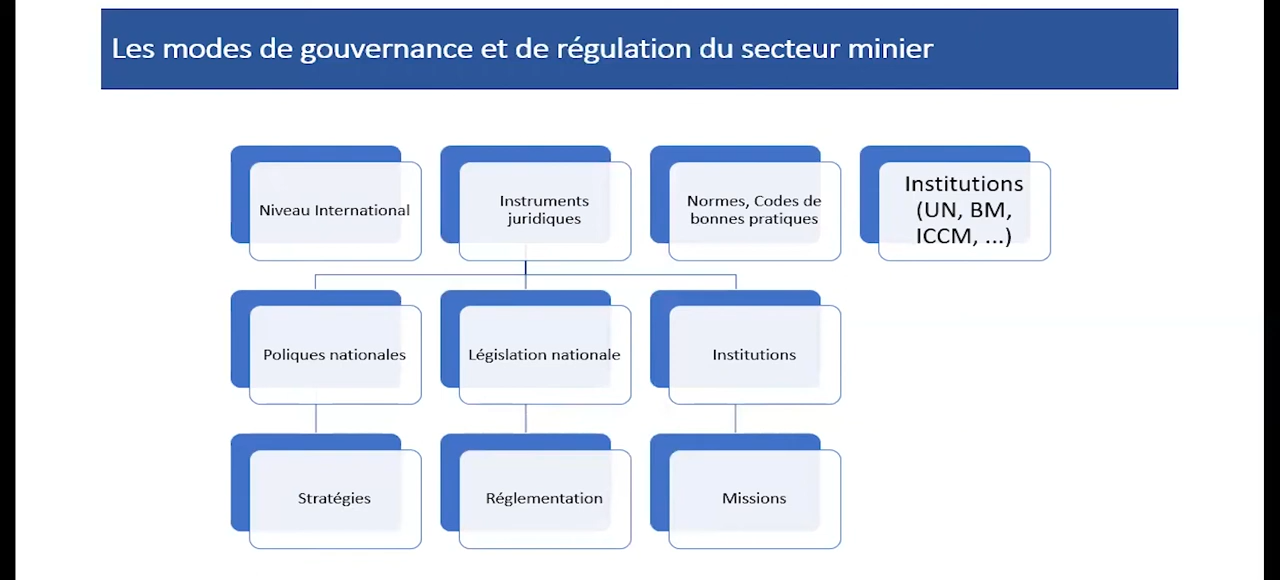 Les modes de gouvernance et de régulation du secteur minier
Niveau International
Instruments
juridiques
Normes, Codes de
bonnes pratiques
Institutions
(UN, BM,
ICCM, ...)
Poliques nationales
Législation nationale
Institutions
Stratégies
Réglementation
Missions